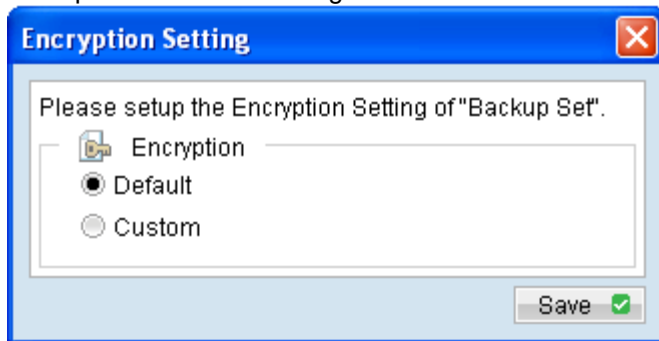 Encryption Setting
Please setup the Encryption Setting of "Backup Set".
Encryption
Default
Custom
Save